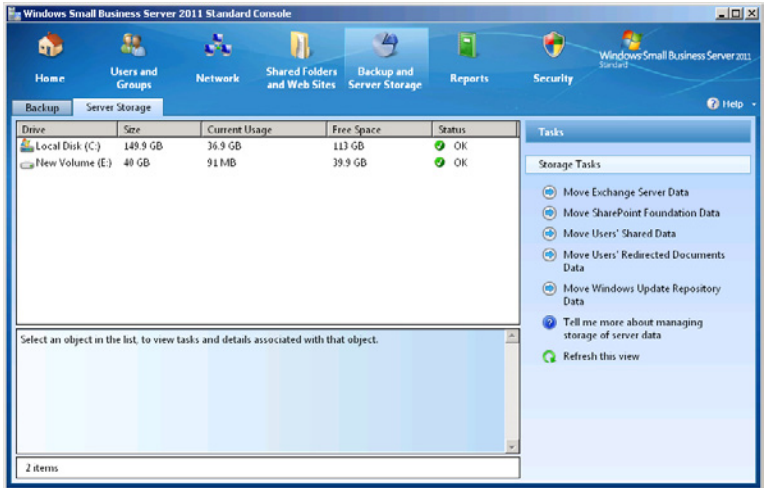 Windows Small Business Server 2011 Standard Console
Home
Users and
Groups
Network
Shared Folders
and Web Sites
Backup and
Server Storage
Reports
Security
Windows Small Business Server 2011
Standard
Backup
Server Storage
Help
Drive Size Current Usage Free Space Status
Local Disk (C:) 149.9 GB 36.9 GB 113 GB OK
New Volume (E:) 40 GB 91 MB 39.9 GB OK
Select an object in the list, to view tasks and details associated with that object.
2 items
Tasks
Storage Tasks
Move Exchange Server Data
Move SharePoint Foundation Data
Move Users' Shared Data
Move Users' Redirected Documents
Data
Move Windows Update Repository
Data
Tell me more about managing
storage of server data
Refresh this view